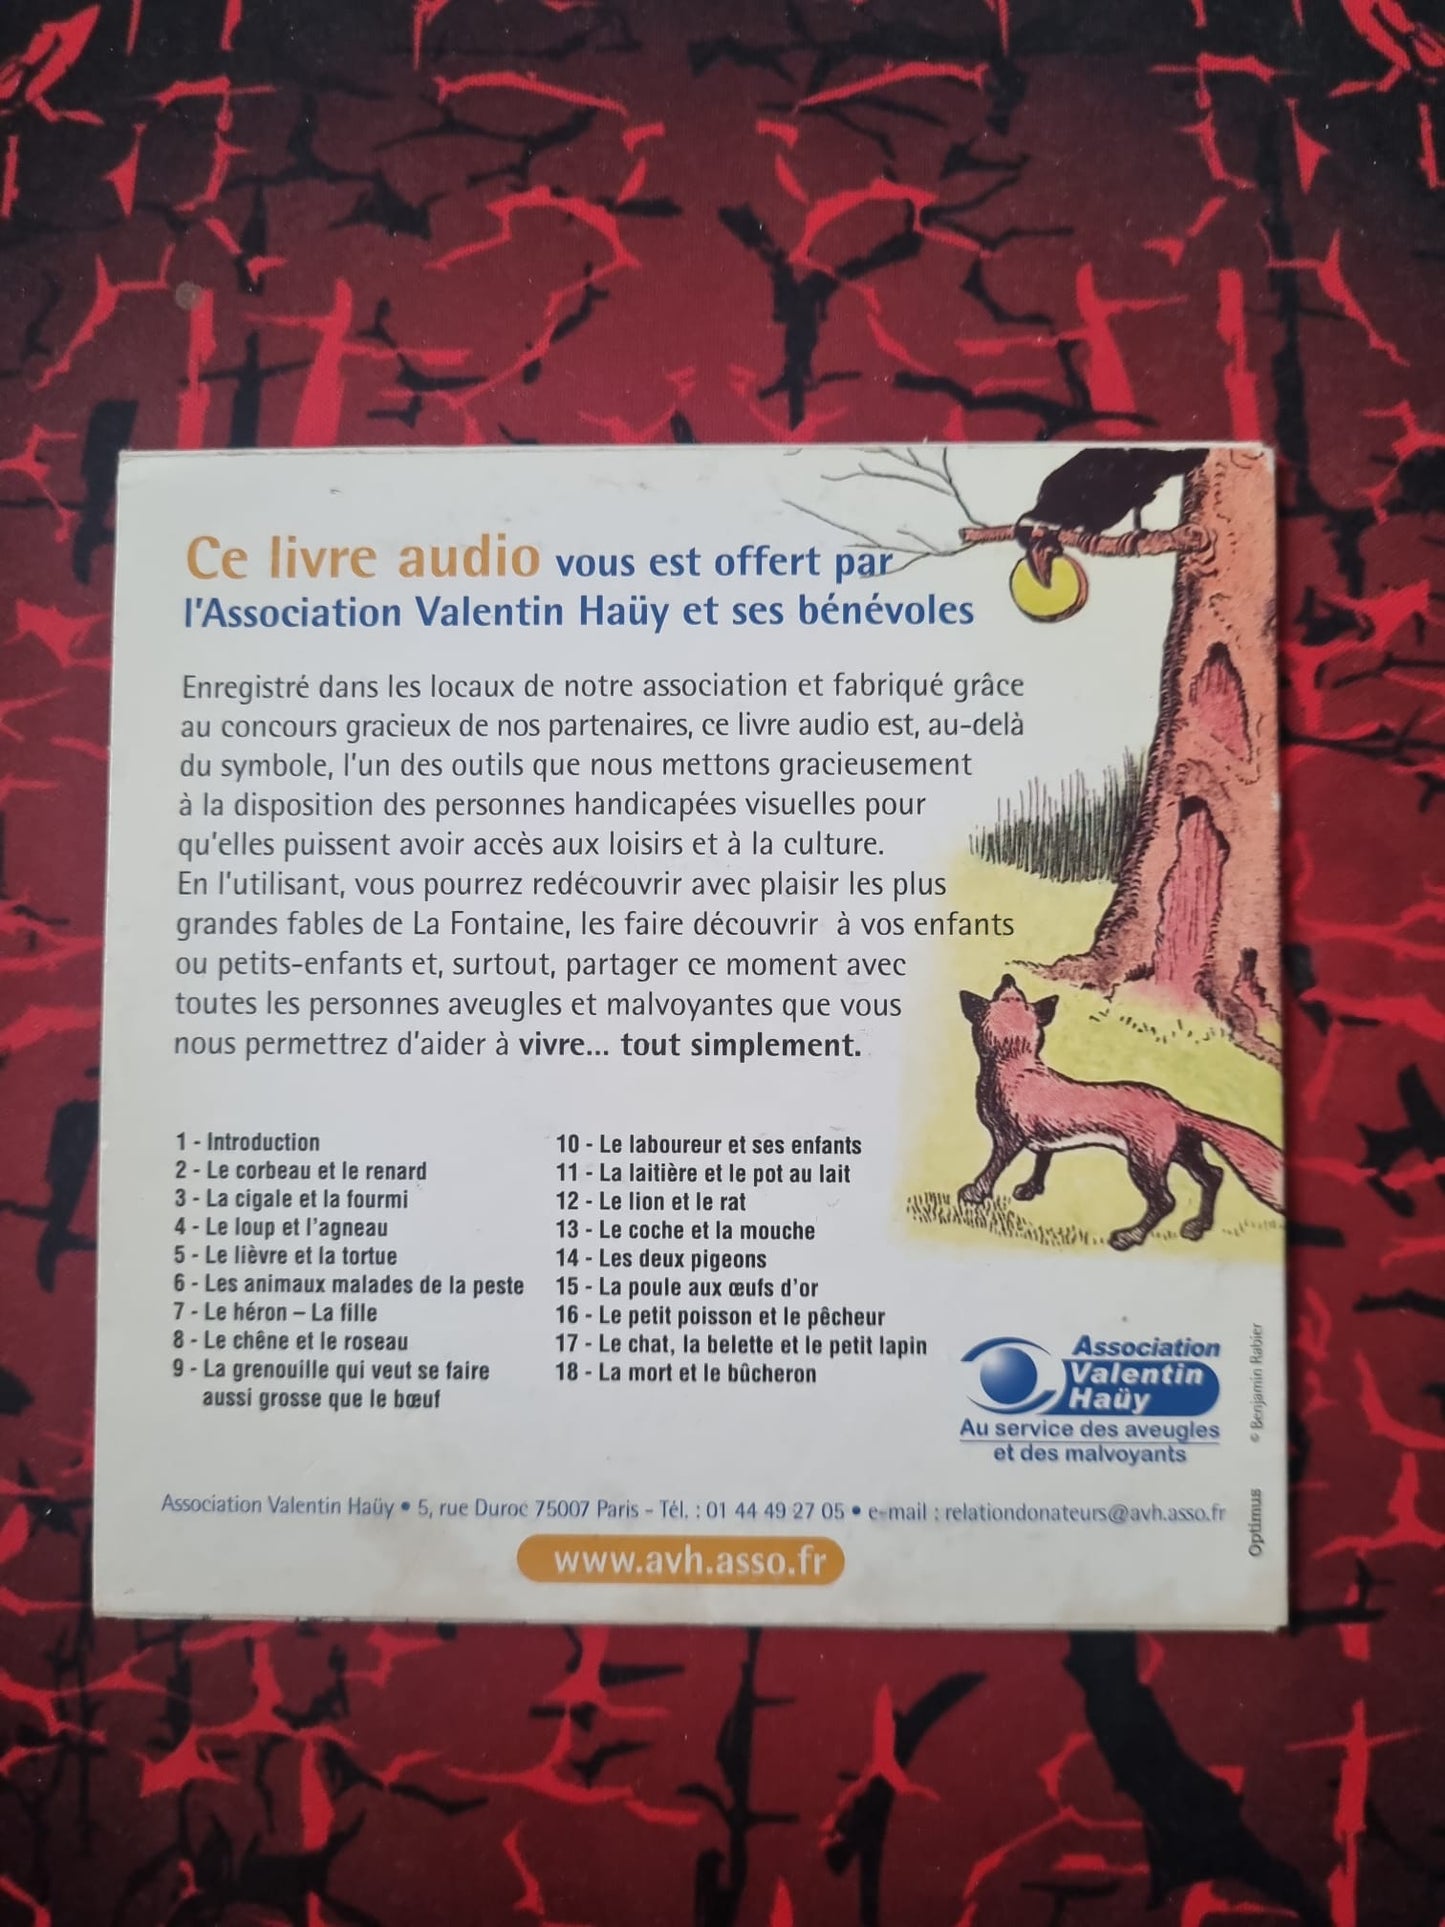 Ce livre audio vous est offert par
l'Association Valentin Haüy et ses bénévoles
Enregistré dans les locaux de notre association et fabriqué grâce
au concours gracieux de nos partenaires, ce livre audio est, au-delà
du symbole, l'un des outils que nous mettons gracieusement
à la disposition des personnes handicapées visuelles pour
qu'elles puissent avoir accès aux loisirs et à la culture.
En l'utilisant, vous pourrez redécouvrir avec plaisir les plus
grandes fables de La Fontaine, les faire découvrir à vos enfants
ou petits-enfants et, surtout, partager ce moment avec
toutes les personnes aveugles et malvoyantes que vous
nous permettrez d'aider à vivre... tout simplement.
1 - Introduction
2 - Le corbeau et le renard
3 - La cigale et la fourmi
4 - Le loup et l'agneau
5 - Le lièvre et la tortue
6 - Les animaux malades de la peste
7 - Le héron – La fille
8 - Le chêne et le roseau
9 - La grenouille qui veut se faire
aussi grosse que le bœuf
10 - Le laboureur et ses enfants
11 - La laitière et le pot au lait
12 - Le lion et le rat
13 - Le coche et la mouche
14 - Les deux pigeons
15 - La poule aux œufs d'or
16 - Le petit poisson et le pêcheur
17 - Le chat, la belette et le petit lapin
18 - La mort et le bûcheron
Association
Valentin
Haüy
Au service des aveugles
et des malvoyants
© Benjamin Rabier
Optimus
Association Valentin Haüy • 5, rue Duroc 75007 Paris - Tél. : 01 44 49 27 05 • e-mail : relationdonateurs@avh.asso.fr
www.avh.asso.fr